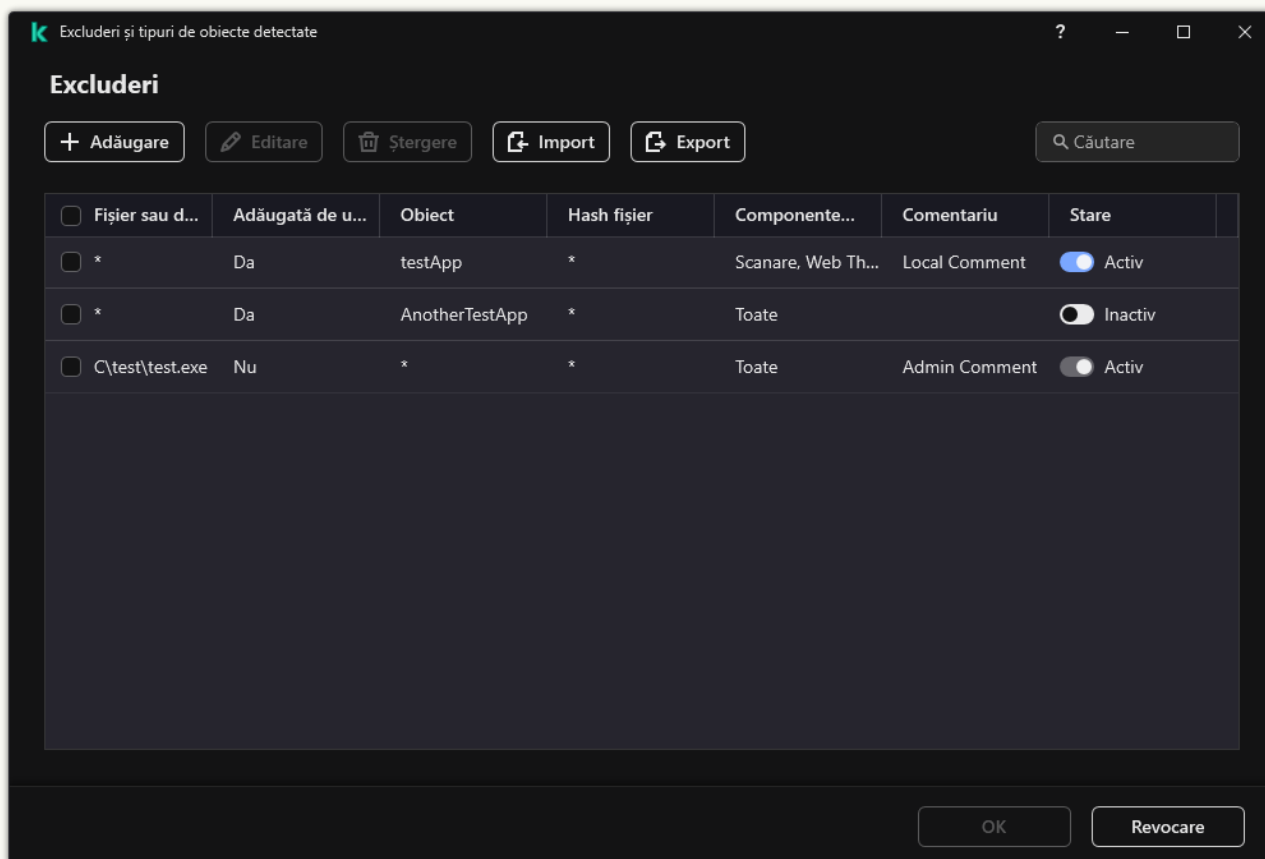 Excluderi și tipuri de obiecte detectate ?
Excluderi
Adăugare Editare Ștergere Import Export Căutare
Fișier sau d... Adăugată de u... Obiect Hash fișier Componente... Comentariu Stare
* Da testApp * Scanare, Web Th... Local Comment Activ
* Da AnotherTestApp * Toate Inactiv
C\test\test.exe Nu * * Toate Admin Comment Activ
OK Revocare